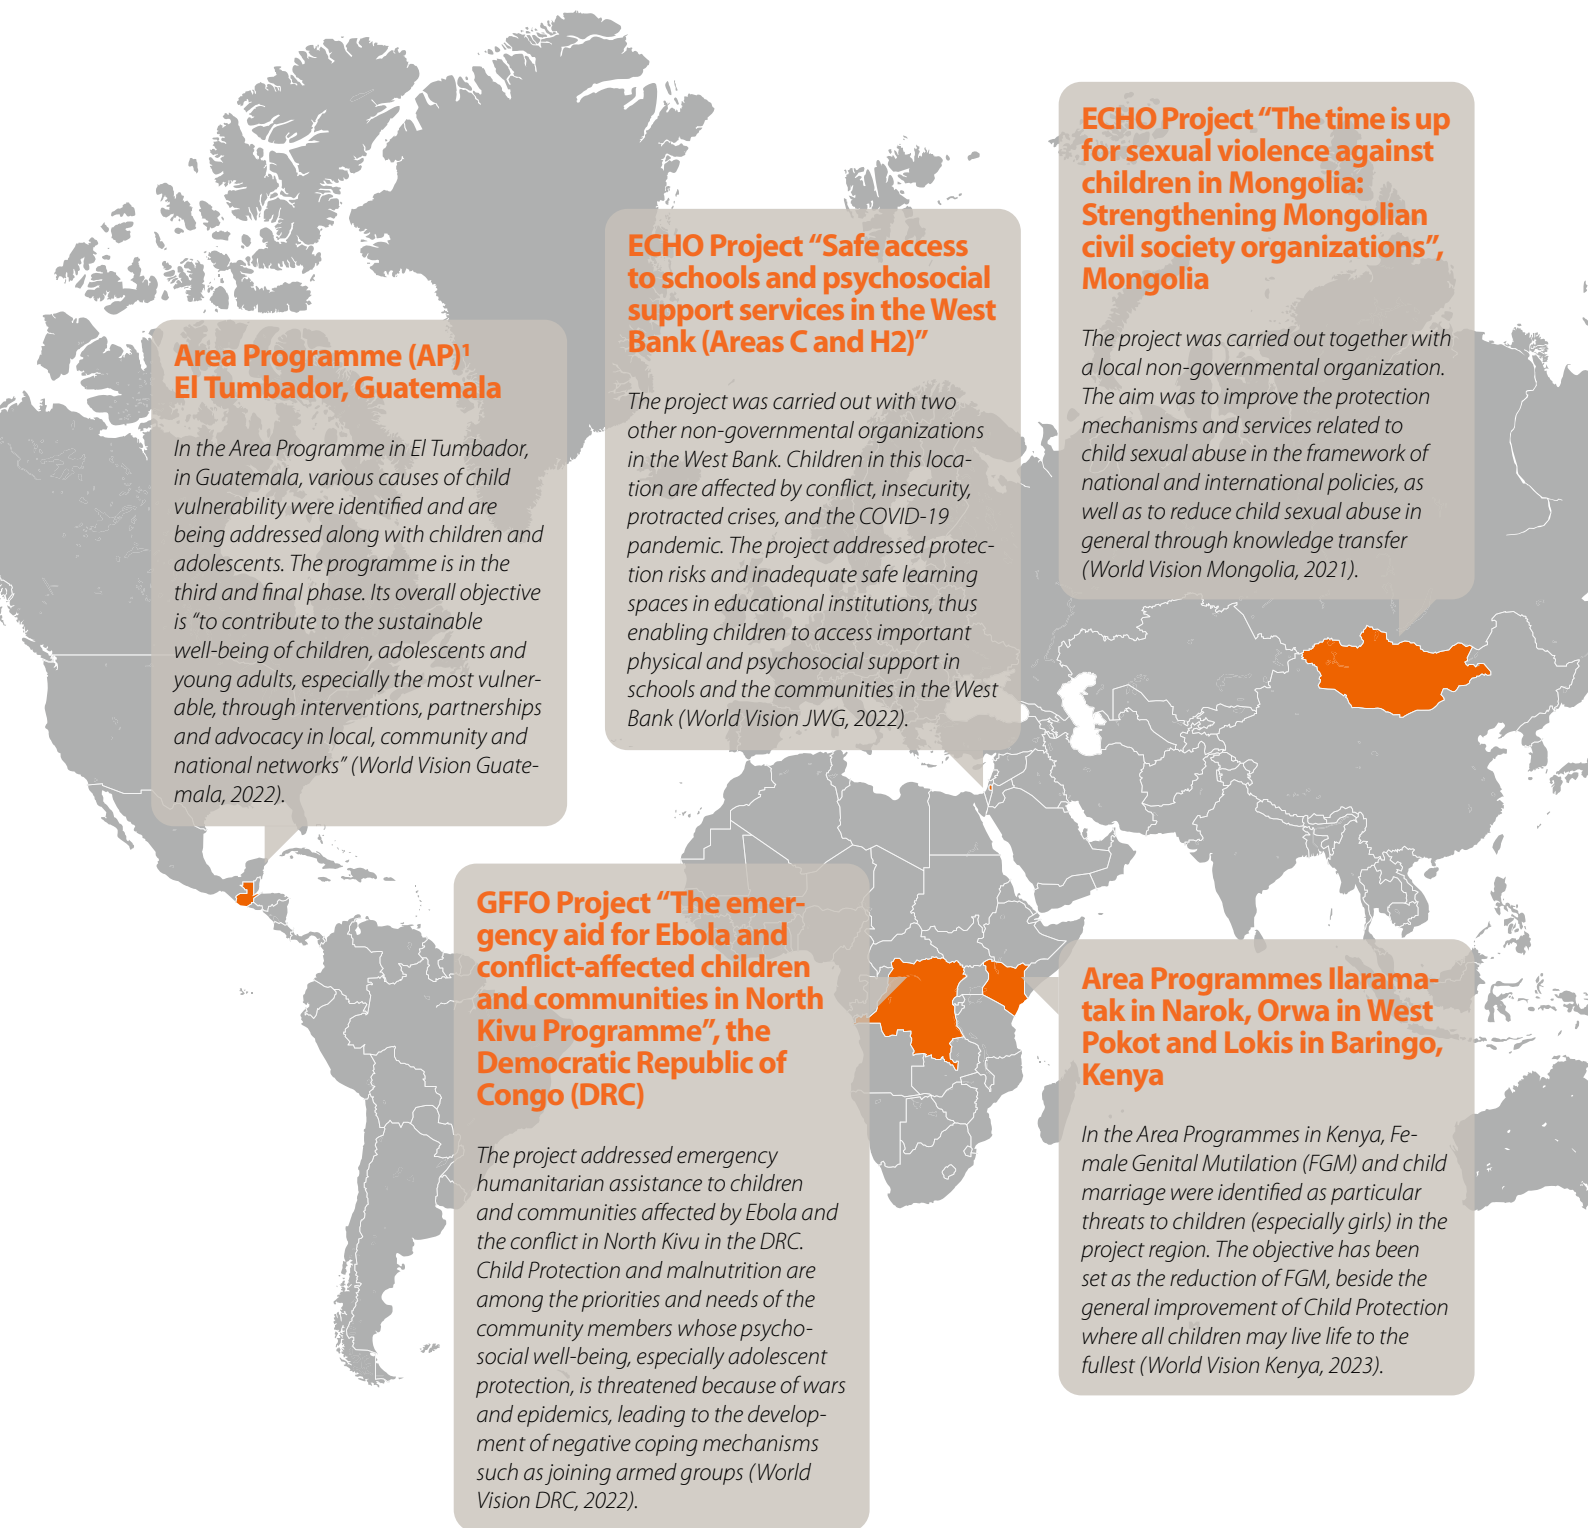 Area Programme (AP)¹
El Tumbador, Guatemala
In the Area Programme in El Tumbador,
in Guatemala, various causes of child
vulnerability were identified and are
being addressed along with children and
adolescents. The programme is in the
third and final phase. Its overall objective
is “to contribute to the sustainable
well-being of children, adolescents and
young adults, especially the most vulner-
able, through interventions, partnerships
and advocacy in local, community and
national networks” (World Vision Guate-
mala, 2022).
ECHO Project “Safe access
to schools and psychosocial
support services in the West
Bank (Areas C and H2)”
The project was carried out with two
other non-governmental organizations
in the West Bank. Children in this loca-
tion are affected by conflict, insecurity,
protracted crises, and the COVID-19
pandemic. The project addressed protec-
tion risks and inadequate safe learning
spaces in educational institutions, thus
enabling children to access important
physical and psychosocial support in
schools and the communities in the West
Bank (World Vision JWG, 2022).
ECHO Project “The time is up
for sexual violence against
children in Mongolia:
Strengthening Mongolian
civil society organizations”,
Mongolia
The project was carried out together with
a local non-governmental organization.
The aim was to improve the protection
mechanisms and services related to
child sexual abuse in the framework of
national and international policies, as
well as to reduce child sexual abuse in
general through knowledge transfer
(World Vision Mongolia, 2021).
GFFO Project “The emer-
gency aid for Ebola and
conflict-affected children
and communities in North
Kivu Programme”, the
Democratic Republic of
Congo (DRC)
The project addressed emergency
humanitarian assistance to children
and communities affected by Ebola and
the conflict in North Kivu in the DRC.
Child Protection and malnutrition are
among the priorities and needs of the
community members whose psycho-
social well-being, especially adolescent
protection, is threatened because of wars
and epidemics, leading to the develop-
ment of negative coping mechanisms
such as joining armed groups (World
Vision DRC, 2022).
Area Programmes Ilarama-
tak in Narok, Orwa in West
Pokot and Lokis in Baringo,
Kenya
In the Area Programmes in Kenya, Fe-
male Genital Mutilation (FGM) and child
marriage were identified as particular
threats to children (especially girls) in the
project region. The objective has been
set as the reduction of FGM, beside the
general improvement of Child Protection
where all children may live life to the
fullest (World Vision Kenya, 2023).